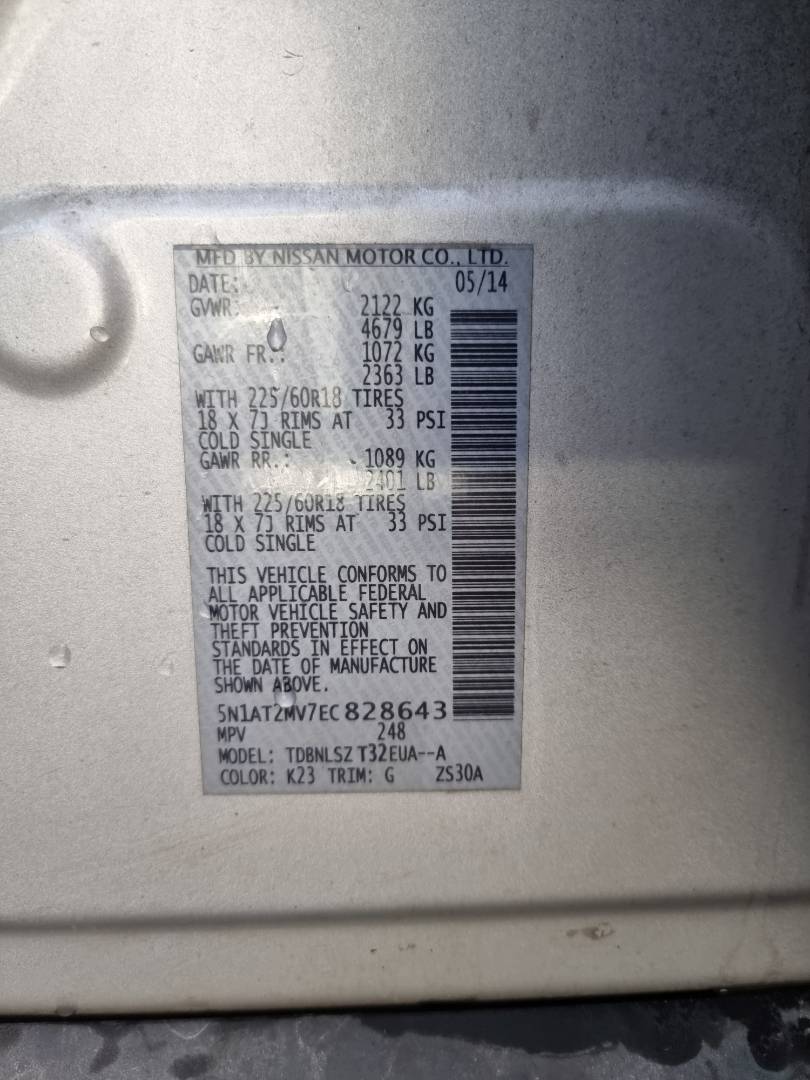 MFD BY NISSAN MOTOR CO., LTD.
DATE: 05/14
GVWR: 2122 KG
4679 LB
GAWR FR.: 1072 KG
2363 LB
WITH 225/60R18 TIRES
18 X 7J RIMS AT 33 PSI
COLD SINGLE
GAWR RR.: 1089 KG
2401 LB
WITH 225/60R18 TIRES
18 X 7J RIMS AT 33 PSI
COLD SINGLE
THIS VEHICLE CONFORMS TO
ALL APPLICABLE FEDERAL
MOTOR VEHICLE SAFETY AND
THEFT PREVENTION
STANDARDS IN EFFECT ON
THE DATE OF MANUFACTURE
SHOWN ABOVE.
5N1AT2MV7EC828643
MPV 248
MODEL: TDBNLSZ T32EUA--A
COLOR: K23 TRIM: G ZS30A